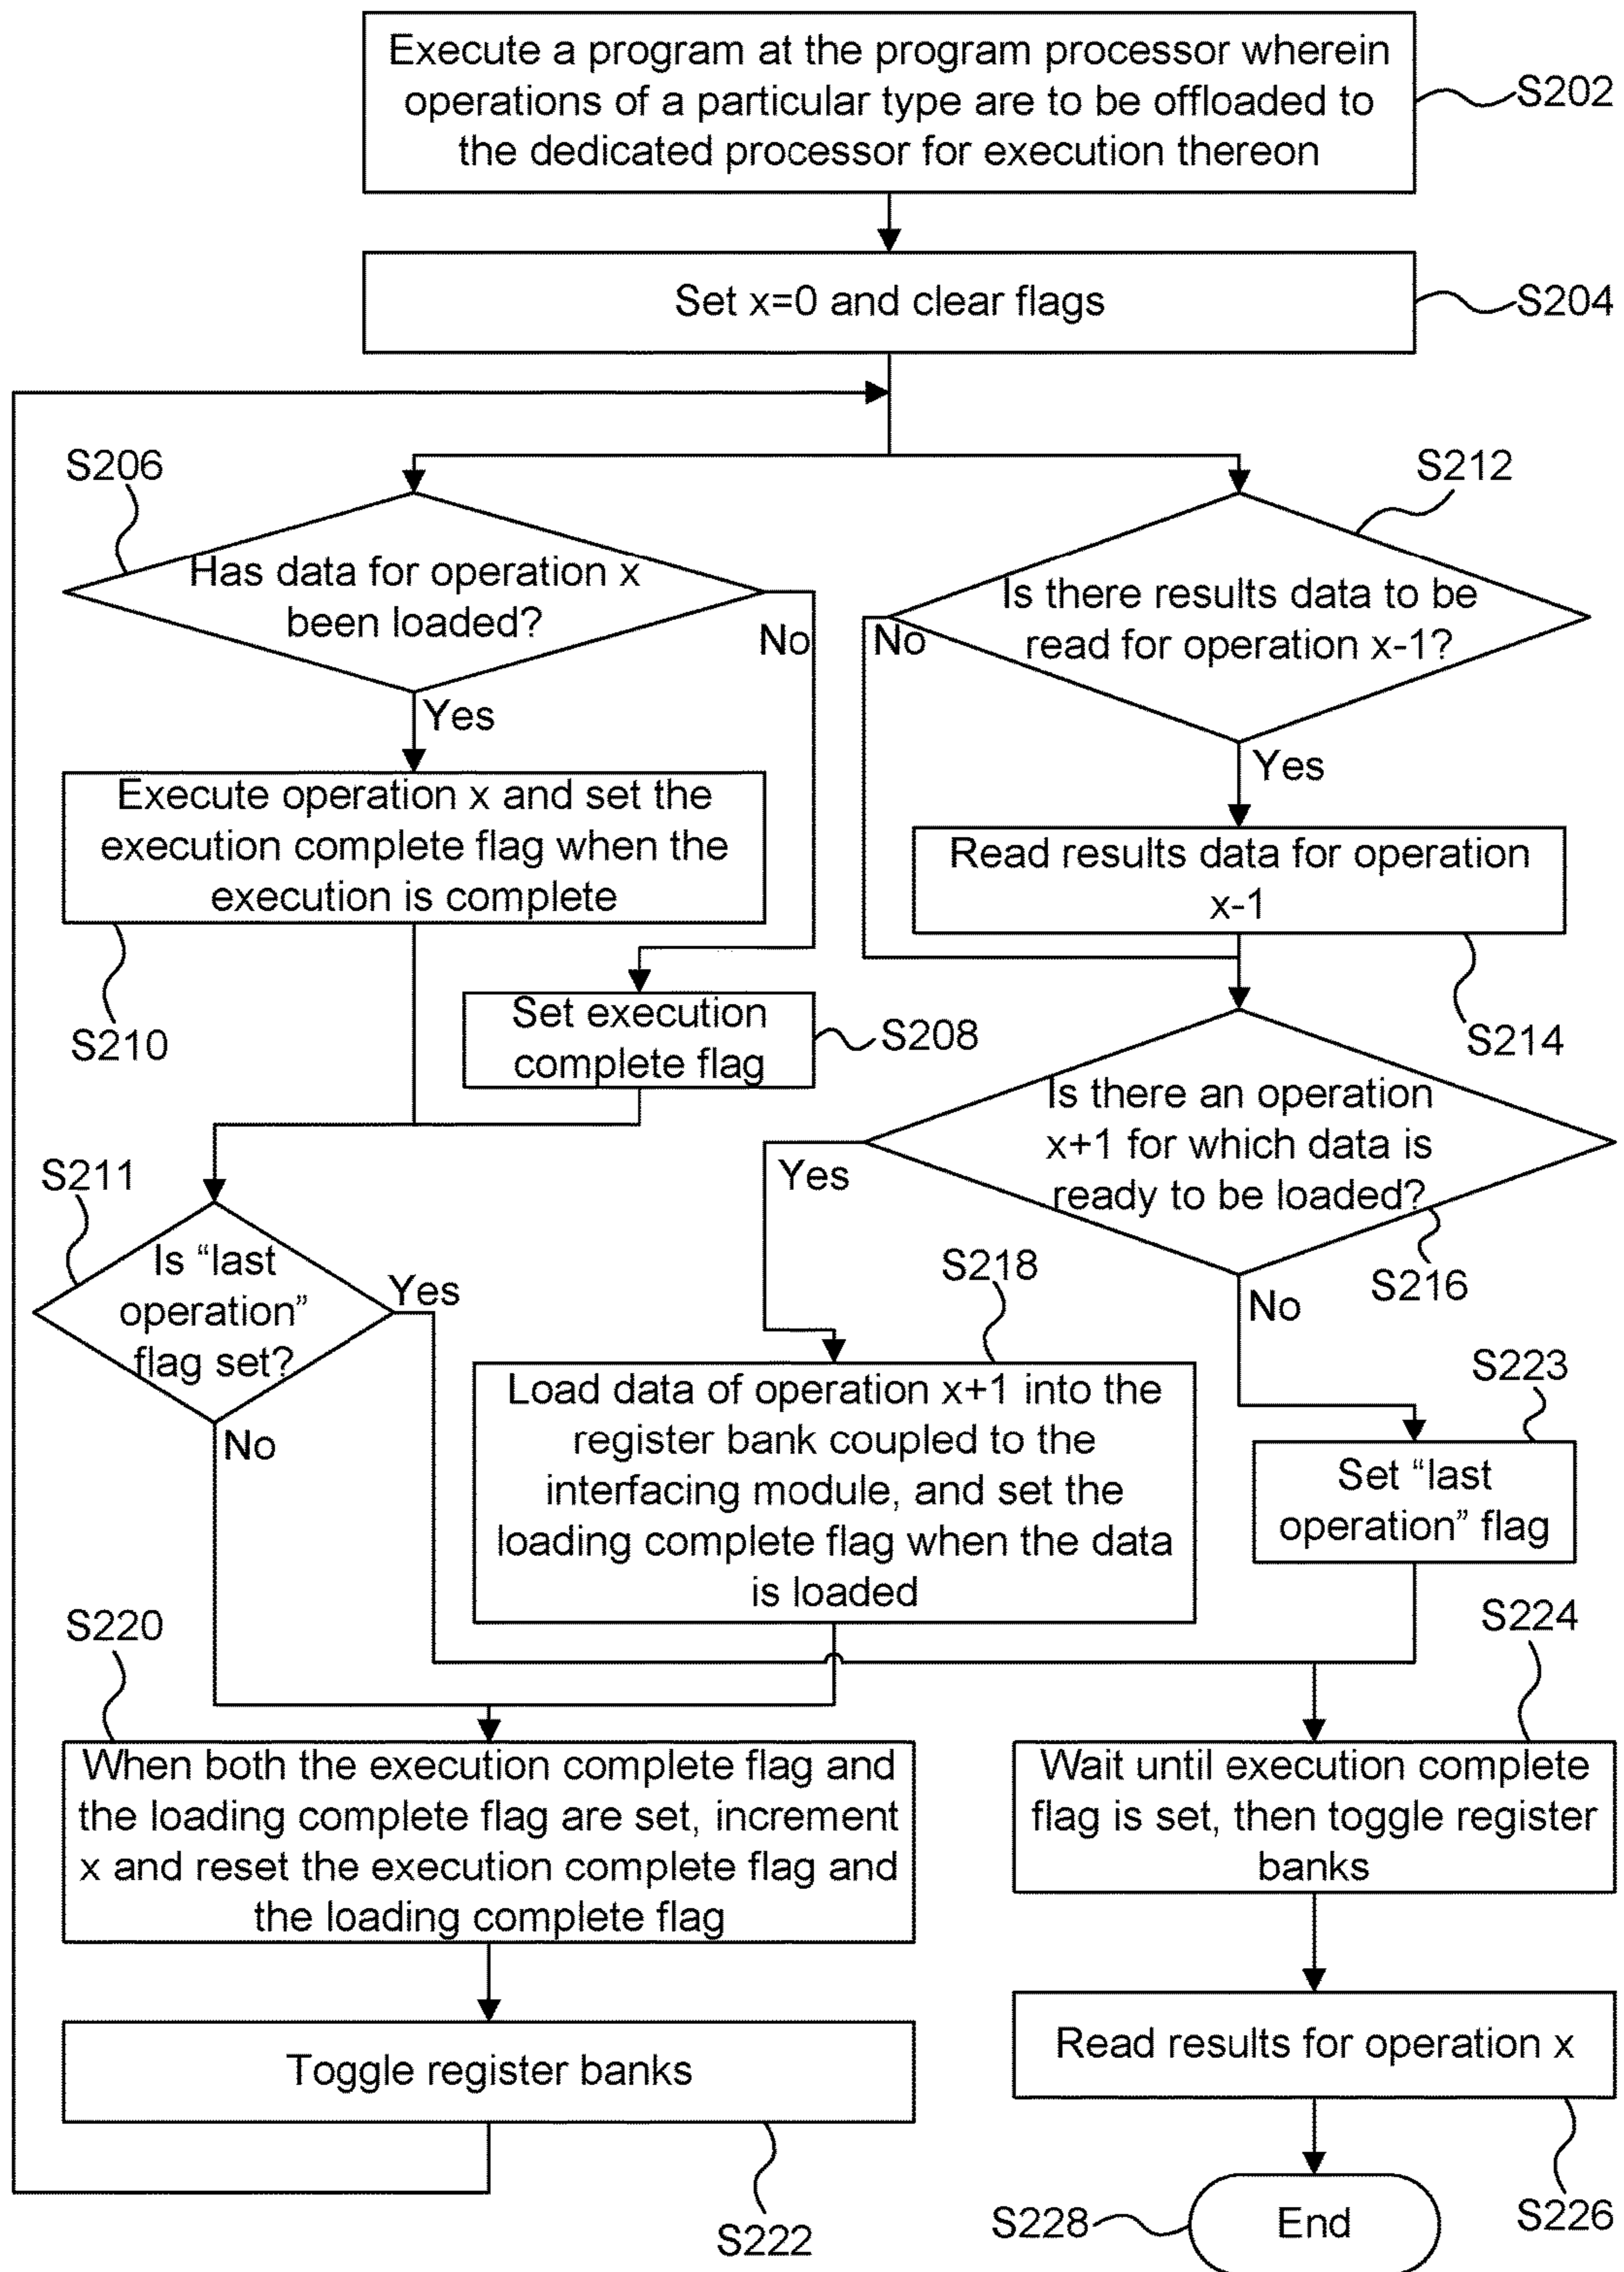 Execute a program at the program processor wherein
operations of a particular type are to be offloaded to
the dedicated processor for execution thereon
S202
Set x=0 and clear flags
S204
S206
S212
Has data for operation x
been loaded?
No
Yes
Is there results data to be
read for operation x-1?
No
Yes
Execute operation x and set the
execution complete flag when the
execution is complete
S210
Read results data for operation
x-1
S214
Set execution
complete flag
S208
Is there an operation
x+1 for which data is
ready to be loaded?
Yes
S216
No
S211
Is “last
operation”
flag set?
Yes
No
S218
Load data of operation x+1 into the
register bank coupled to the
interfacing module, and set the
loading complete flag when the data
is loaded
S223
Set “last
operation” flag
S220
When both the execution complete flag and
the loading complete flag are set, increment
x and reset the execution complete flag and
the loading complete flag
S224
Wait until execution complete
flag is set, then toggle register
banks
Toggle register banks
S222
Read results for operation x
S226
S228
End